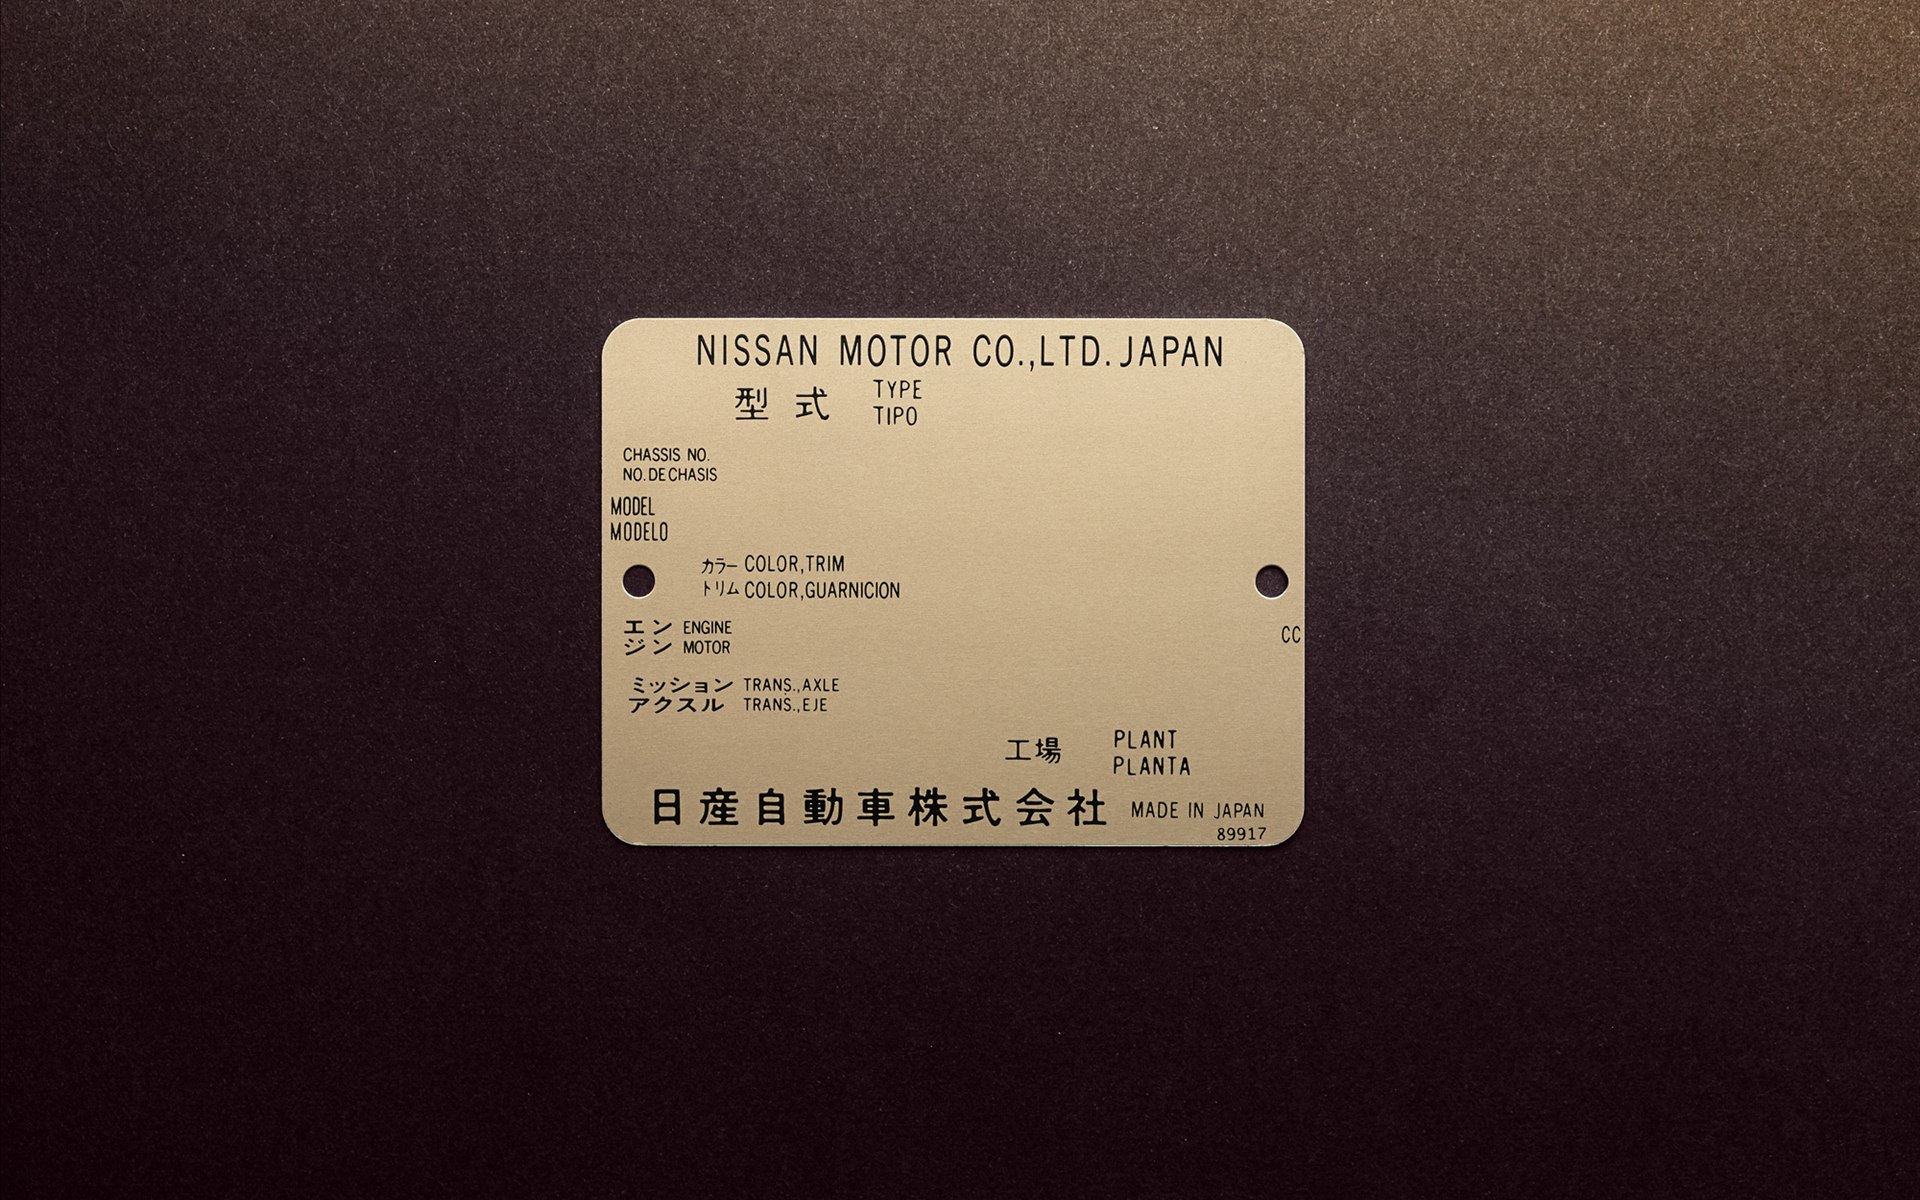 NISSAN MOTOR CO.,LTD. JAPAN
型式 TYPE
TIPO
CHASSIS NO.
NO. DE CHASIS
MODEL
MODELO
カラー COLOR,TRIM
トリム COLOR,GUARNICION
エン ENGINE
ジン MOTOR
CC
ミッション TRANS.,AXLE
アクスル TRANS.,EJE
工場 PLANT
PLANTA
日産自動車株式会社 MADE IN JAPAN
89917